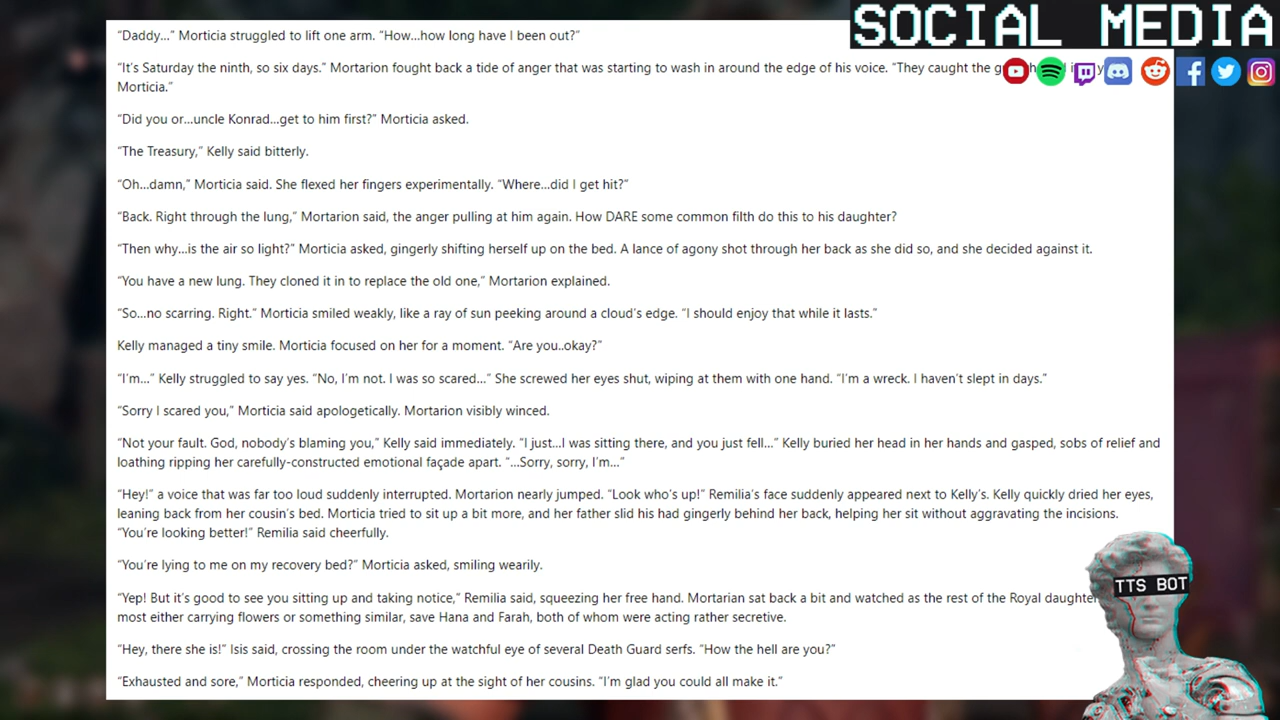 SOCIAL MEDIA
“Daddy…” Morticia struggled to lift one arm. “How…how long have I been out?”
“It’s Saturday the ninth, so six days.” Mortarion fought back a tide of anger that was starting to wash in around the edge of his voice. “They caught the
Morticia.”
“Did you or…uncle Konrad…get to him first?” Morticia asked.
“The Treasury,” Kelly said bitterly.
“Oh…damn,” Morticia said. She flexed her fingers experimentally. “Where…did I get hit?”
“Back. Right through the lung,” Mortarion said, the anger pulling at him again. How DARE some common filth do this to his daughter?
“Then why…is the air so light?” Morticia asked, gingerly shifting herself up on the bed. A lance of agony shot through her back as she did so, and she decided against it.
“You have a new lung. They cloned it in to replace the old one,” Mortarion explained.
“So…no scarring. Right.” Morticia smiled weakly, like a ray of sun peeking around a cloud’s edge. “I should enjoy that while it lasts.”
Kelly managed a tiny smile. Morticia focused on her for a moment. “Are you..okay?”
“I’m…” Kelly struggled to say yes. “No, I’m not. I was so scared…” She screwed her eyes shut, wiping at them with one hand. “I’m a wreck. I haven’t slept in days.”
“Sorry I scared you,” Morticia said apologetically. Mortarion visibly winced.
“Not your fault. God, nobody’s blaming you,” Kelly said immediately. “I just…I was sitting there, and you just fell…” Kelly buried her head in her hands and gasped, sobs of relief and
loathing ripping her carefully-constructed emotional façade apart. “…Sorry, sorry, I’m…”
“Hey!” a voice that was far too loud suddenly interrupted. Mortarion nearly jumped. “Look who’s up!” Remilia’s face suddenly appeared next to Kelly’s. Kelly quickly dried her eyes,
leaning back from her cousin’s bed. Morticia tried to sit up a bit more, and her father slid his had gingerly behind her back, helping her sit without aggravating the incisions.
“You’re looking better!” Remilia said cheerfully.
“You’re lying to me on my recovery bed?” Morticia asked, smiling wearily.
“Yep! But it’s good to see you sitting up and taking notice,” Remilia said, squeezing her free hand. Mortarian sat back a bit and watched as the rest of the Royal daughter
most either carrying flowers or something similar, save Hana and Farah, both of whom were acting rather secretive.
“Hey, there she is!” Isis said, crossing the room under the watchful eye of several Death Guard serfs. “How the hell are you?”
“Exhausted and sore,” Morticia responded, cheering up at the sight of her cousins. “I’m glad you could all make it.”
TTS BOT